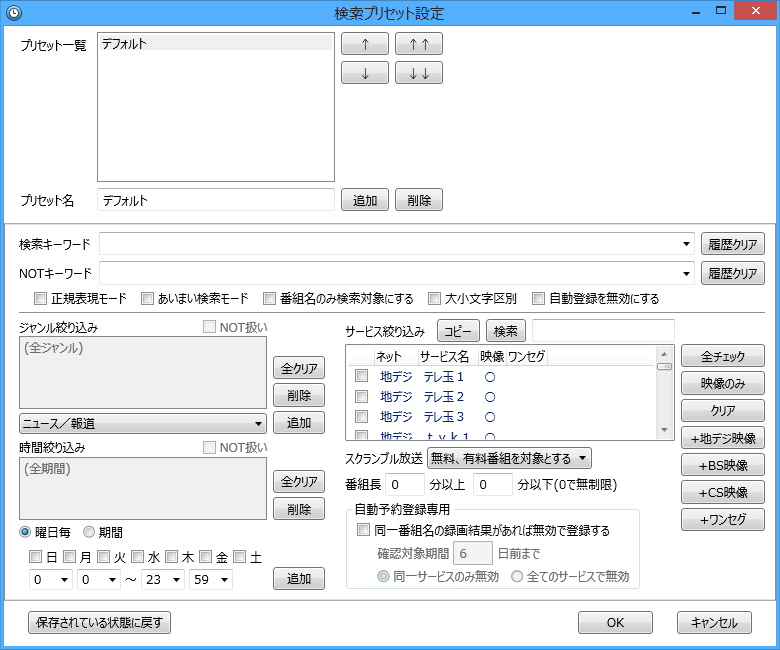 検索プリセット設定
プリセット一覧 デフォルト ↑ ↑↑
↓ ↓↓
プリセット名 デフォルト 追加 削除
検索キーワード 履歴クリア
NOTキーワード 履歴クリア
正規表現モード あいまい検索モード 番組名のみ検索対象にする 大小文字区別 自動登録を無効にする
ジャンル絞り込み NOT扱い
(全ジャンル)
全クリア
削除
ニュース／報道 追加
時間絞り込み NOT扱い
(全期間)
全クリア
削除
曜日毎 期間
日 月 火 水 木 金 土
0 0 ～ 23 59 追加
サービス絞り込み コピー 検索
ネット サービス名 映像 ワンセグ
地デジ テレ玉１ ○
地デジ テレ玉２ ○
地デジ テレ玉３ ○
地デジ ｔｖｋ１ ○
全チェック
映像のみ
クリア
+地デジ映像
+BS映像
+CS映像
+ワンセグ
スクランブル放送 無料、有料番組を対象とする
番組長 0 分以上 0 分以下(0で無制限)
自動予約登録専用
同一番組名の録画結果があれば無効で登録する
確認対象期間 6 日前まで
同一サービスのみ無効 全てのサービスで無効
保存されている状態に戻す OK キャンセル